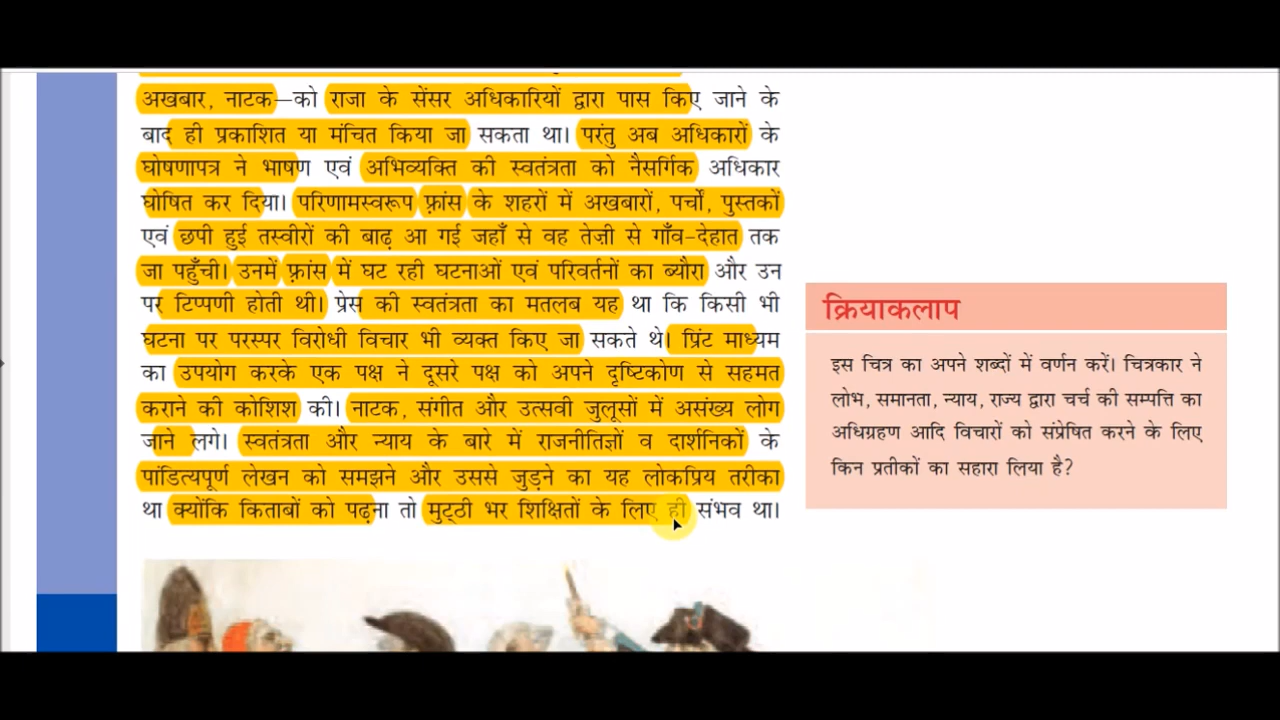 अखबार, नाटक–को राजा के सेंसर अधिकारियों द्वारा पास किए जाने के
बाद ही प्रकाशित या मंचित किया जा सकता था। परंतु अब अधिकारों के
घोषणापत्र ने भाषण एवं अभिव्यक्ति की स्वतंत्रता को नैसर्गिक अधिकार
घोषित कर दिया। परिणामस्वरूप फ़्रांस के शहरों में अखबारों, पर्चों, पुस्तकों
एवं छपी हुई तस्वीरों की बाढ़ आ गई जहाँ से वह तेज़ी से गाँव-देहात तक
जा पहुँची। उनमें फ़्रांस में घट रही घटनाओं एवं परिवर्तनों का ब्यौरा और उन
पर टिप्पणी होती थी। प्रेस की स्वतंत्रता का मतलब यह था कि किसी भी
घटना पर परस्पर विरोधी विचार भी व्यक्त किए जा सकते थे। प्रिंट माध्यम
का उपयोग करके एक पक्ष ने दूसरे पक्ष को अपने दृष्टिकोण से सहमत
कराने की कोशिश की। नाटक, संगीत और उत्सवी जुलूसों में असंख्य लोग
जाने लगे। स्वतंत्रता और न्याय के बारे में राजनीतिज्ञों व दार्शनिकों के
पांडित्यपूर्ण लेखन को समझने और उससे जुड़ने का यह लोकप्रिय तरीका
था क्योंकि किताबों को पढ़ना तो मुट्ठी भर शिक्षितों के लिए ही संभव था।
क्रियाकलाप
इस चित्र का अपने शब्दों में वर्णन करें। चित्रकार ने
लोभ, समानता, न्याय, राज्य द्वारा चर्च की सम्पत्ति का
अधिग्रहण आदि विचारों को संप्रेषित करने के लिए
किन प्रतीकों का सहारा लिया है?